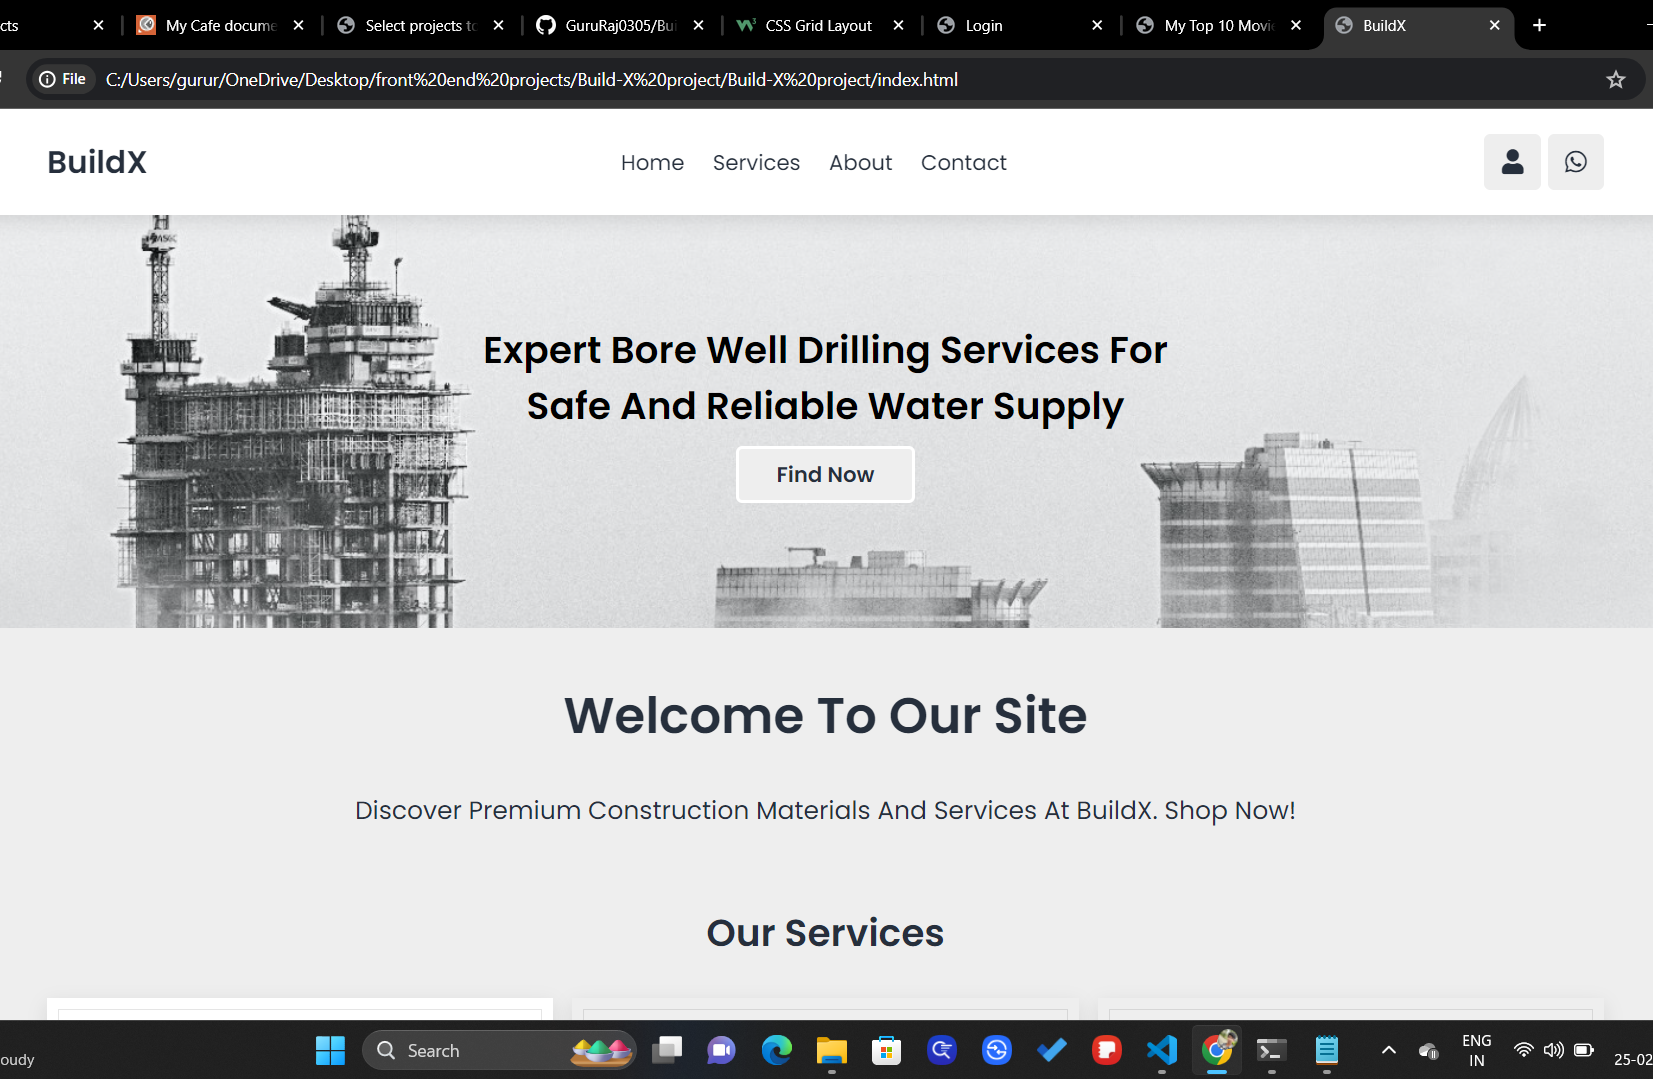 cts
My Cafe docume
Select projects to
GuruRaj0305/Bui
CSS Grid Layout
Login
My Top 10 Movi
BuildX
File
C:/Users/gurur/OneDrive/Desktop/front%20end%20projects/Build-X%20project/Build-X%20project/index.html
BuildX
Home
Services
About
Contact
Expert Bore Well Drilling Services For
Safe And Reliable Water Supply
Find Now
Welcome To Our Site
Discover Premium Construction Materials And Services At BuildX. Shop Now!
Our Services
oudy
Search
ENG
IN
25-02